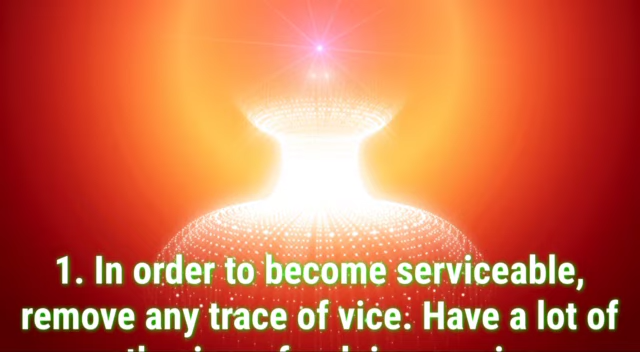 1. In order to become serviceable,
remove any trace of vice. Have a lot of